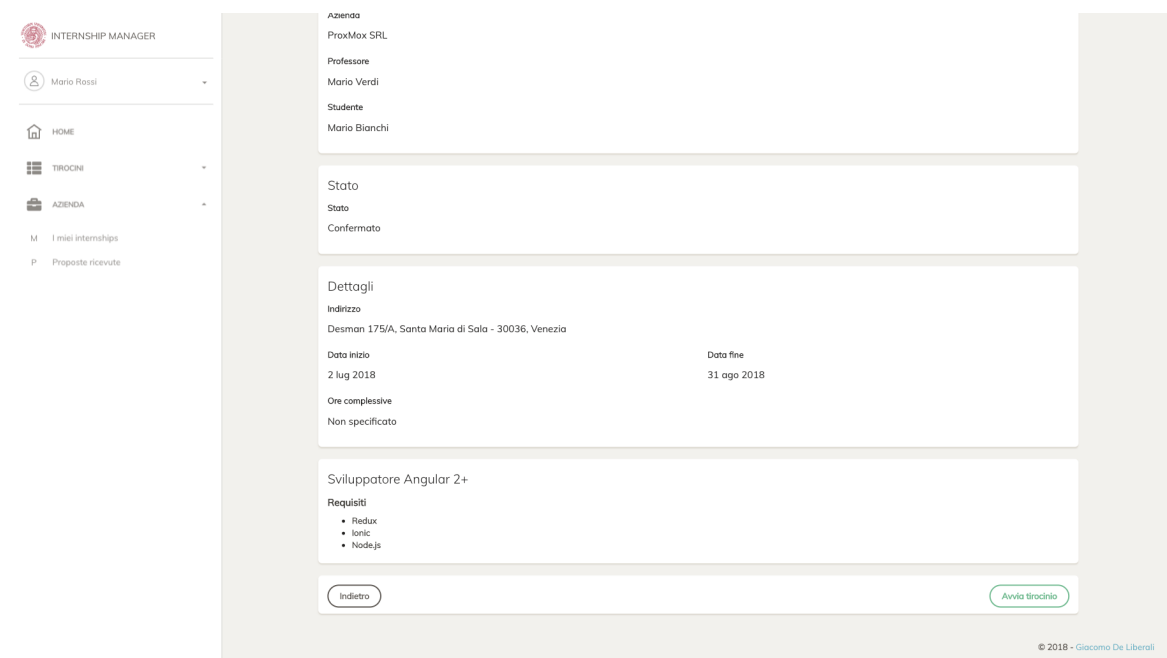 INTERNSHIP MANAGER
Mario Rossi
HOME
TIROCINI
AZIENDA
M I miei internships
P Proposte ricevute
Azienda
ProxMox SRL
Professore
Mario Verdi
Studente
Mario Bianchi
Stato
Stato
Confermato
Dettagli
Indirizzo
Desman 175/A, Santa Maria di Sala - 30036, Venezia
Data inizio Data fine
2 lug 2018 31 ago 2018
Ore complessive
Non specificato
Sviluppatore Angular 2+
Requisiti
• Redux
• Ionic
• Node.js
Indietro Avvia tirocinio
© 2018 - Giacomo De Liberali